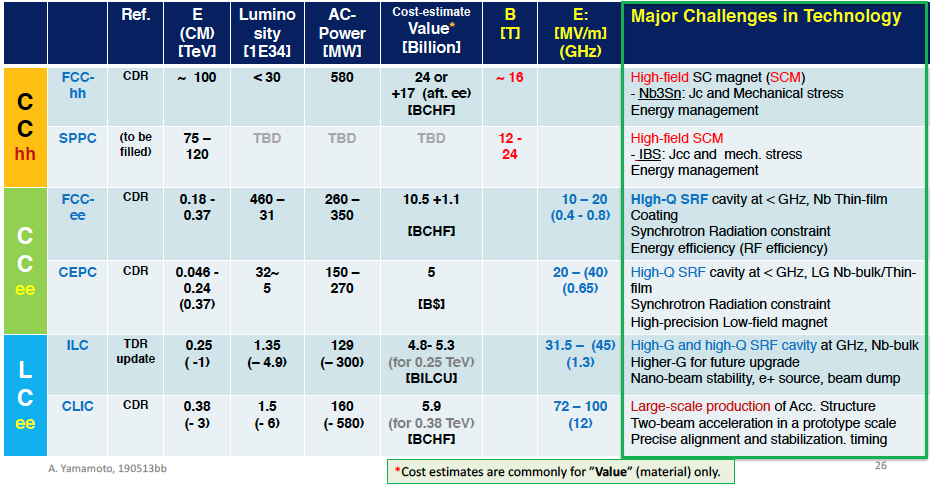 Ref.
E
(CM)
[TeV]
Lumino
sity
[1E34]
AC-
Power
[MW]
Cost-estimate
Value*
[Billion]
B
[T]
E:
[MV/m]
(GHz)
Major Challenges in Technology
C
C
hh
FCC-
hh
CDR
~ 100
< 30
580
24 or
+17 (aft. ee)
[BCHF]
~ 16
High-field SC magnet (SCM)
- Nb3Sn: Jc and Mechanical stress
Energy management
SPPC
(to be
filled)
75 –
120
TBD
TBD
TBD
12 -
24
High-field SCM
- IBS: Jcc and mech. stress
Energy management
C
C
ee
FCC-
ee
CDR
0.18 -
0.37
460 –
31
260 –
350
10.5 +1.1
[BCHF]
10 – 20
(0.4 - 0.8)
High-Q SRF cavity at < GHz, Nb Thin-film
Coating
Synchrotron Radiation constraint
Energy efficiency (RF efficiency)
CEPC
CDR
0.046 -
0.24
(0.37)
32~
5
150 –
270
5
[B$]
20 – (40)
(0.65)
High-Q SRF cavity at < GHz, LG Nb-bulk/Thin-
film
Synchrotron Radiation constraint
High-precision Low-field magnet
L
C
ee
ILC
TDR
update
0.25
( -1)
1.35
(– 4.9)
129
(– 300)
4.8- 5.3
(for 0.25 TeV)
[BILCU]
31.5 – (45)
(1.3)
High-G and high-Q SRF cavity at GHz, Nb-bulk
Higher-G for future upgrade
Nano-beam stability, e+ source, beam dump
CLIC
CDR
0.38
(- 3)
1.5
(- 6)
160
(- 580)
5.9
(for 0.38 TeV)
[BCHF]
72 – 100
(12)
Large-scale production of Acc. Structure
Two-beam acceleration in a prototype scale
Precise alignment and stabilization. timing
A. Yamamoto, 190513bb
*Cost estimates are commonly for "Value" (material) only.
26